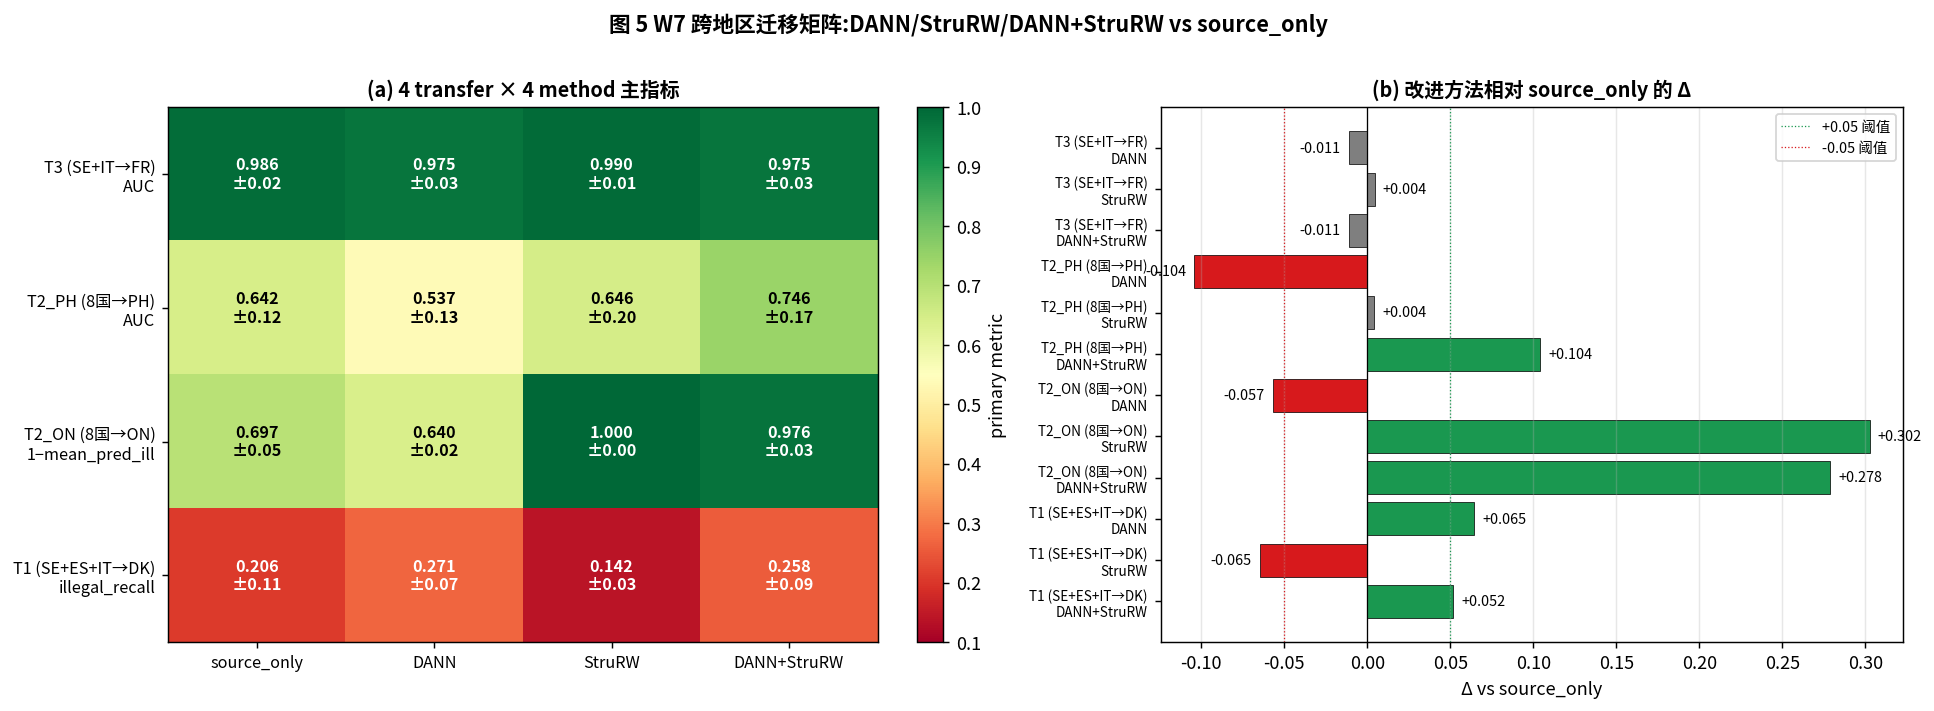 图 5 W7 跨地区迁移矩阵:DANN/StruRW/DANN+StruRW vs source_only
(a) 4 transfer × 4 method 主指标
T3 (SE+IT→FR)
AUC
0.986
±0.02
0.975
±0.03
0.990
±0.01
0.975
±0.03
T2_PH (8国→PH)
AUC
0.642
±0.12
0.537
±0.13
0.646
±0.20
0.746
±0.17
T2_ON (8国→ON)
1−mean_pred_ill
0.697
±0.05
0.640
±0.02
1.000
±0.00
0.976
±0.03
T1 (SE+ES+IT→DK)
illegal_recall
0.206
±0.11
0.271
±0.07
0.142
±0.03
0.258
±0.09
source_only
DANN
StruRW
DANN+StruRW
1.0
0.9
0.8
0.7
0.6
0.5
0.4
0.3
0.2
0.1
primary metric
(b) 改进方法相对 source_only 的 Δ
+0.05 阈值
-0.05 阈值
T3 (SE+IT→FR)
DANN
-0.011
T3 (SE+IT→FR)
StruRW
+0.004
T3 (SE+IT→FR)
DANN+StruRW
-0.011
T2_PH (8国→PH)
DANN
-0.104
T2_PH (8国→PH)
StruRW
+0.004
T2_PH (8国→PH)
DANN+StruRW
+0.104
T2_ON (8国→ON)
DANN
-0.057
T2_ON (8国→ON)
StruRW
+0.302
T2_ON (8国→ON)
DANN+StruRW
+0.278
T1 (SE+ES+IT→DK)
DANN
+0.065
T1 (SE+ES+IT→DK)
StruRW
-0.065
T1 (SE+ES+IT→DK)
DANN+StruRW
+0.052
-0.10
-0.05
0.00
0.05
0.10
0.15
0.20
0.25
0.30
Δ vs source_only